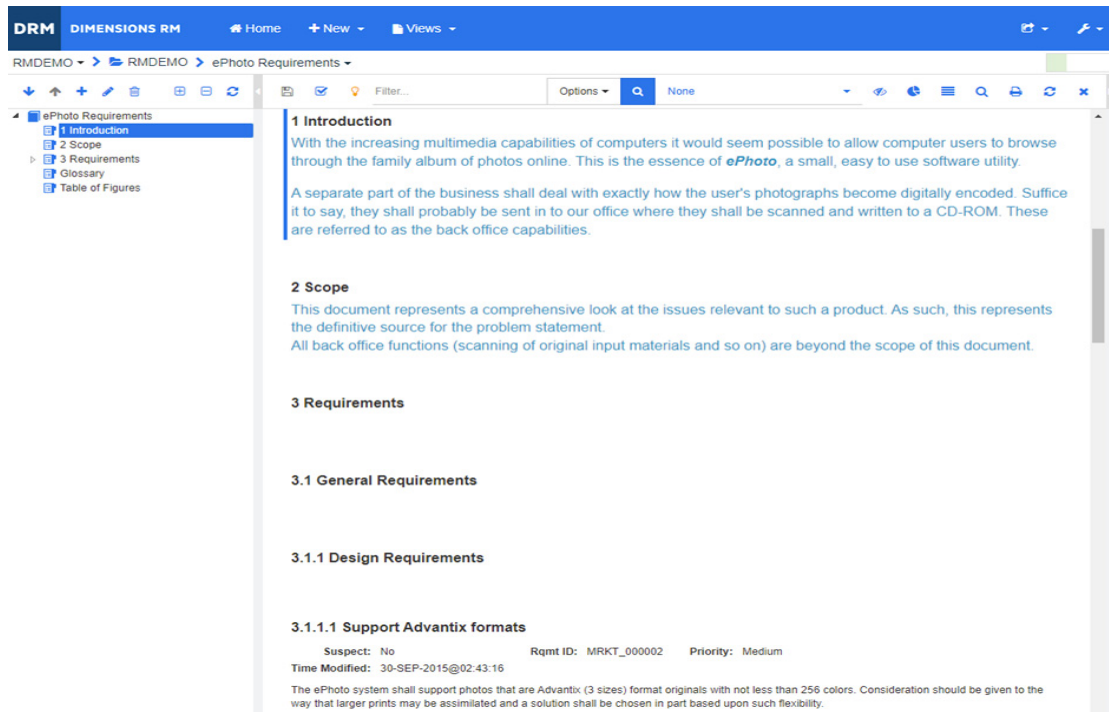 DRM DIMENSIONS RM Home New Views
RMDEMO RMDEMO ePhoto Requirements
Filter... Options None
ePhoto Requirements
1 Introduction
2 Scope
3 Requirements
Glossary
Table of Figures
1 Introduction
With the increasing multimedia capabilities of computers it would seem possible to allow computer users to browse
through the family album of photos online. This is the essence of ePhoto, a small, easy to use software utility.
A separate part of the business shall deal with exactly how the user's photographs become digitally encoded. Suffice
it to say, they shall probably be sent in to our office where they shall be scanned and written to a CD-ROM. These
are referred to as the back office capabilities.
2 Scope
This document represents a comprehensive look at the issues relevant to such a product. As such, this represents
the definitive source for the problem statement.
All back office functions (scanning of original input materials and so on) are beyond the scope of this document.
3 Requirements
3.1 General Requirements
3.1.1 Design Requirements
3.1.1.1 Support Advantix formats
Suspect: No Rqmt ID: MRKT_000002 Priority: Medium
Time Modified: 30-SEP-2015@02:43:16
The ePhoto system shall support photos that are Advantix (3 sizes) format originals with not less than 256 colors. Consideration should be given to the
way that larger prints may be assimilated and a solution shall be chosen in part based upon such flexibility.